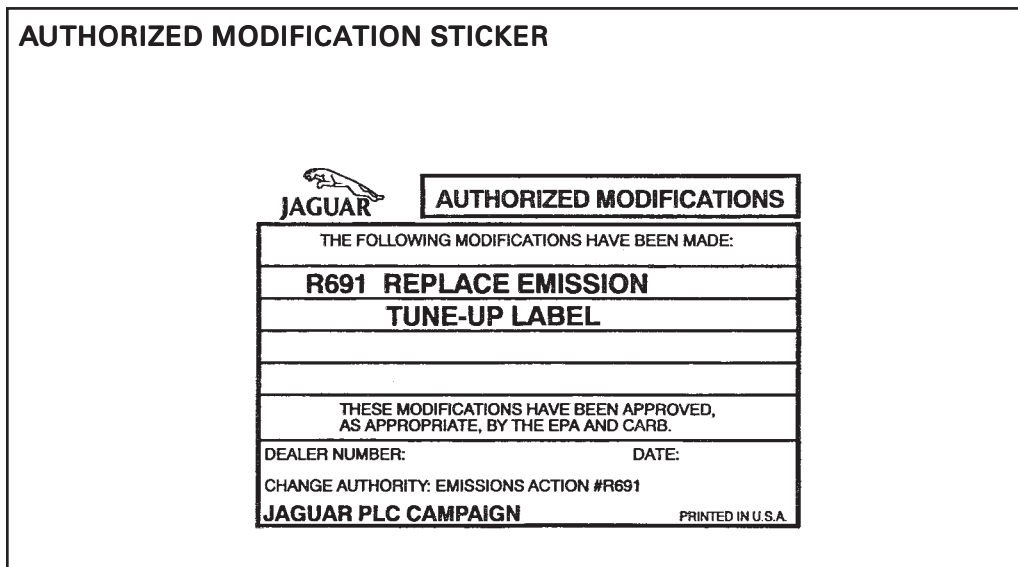 AUTHORIZED MODIFICATION STICKER
JAGUAR
AUTHORIZED MODIFICATIONS
THE FOLLOWING MODIFICATIONS HAVE BEEN MADE:
R691 REPLACE EMISSION
TUNE-UP LABEL
THESE MODIFICATIONS HAVE BEEN APPROVED,
AS APPROPRIATE, BY THE EPA AND CARB.
DEALER NUMBER: DATE:
CHANGE AUTHORITY: EMISSIONS ACTION #R691
JAGUAR PLC CAMPAIGN PRINTED IN U.S.A.